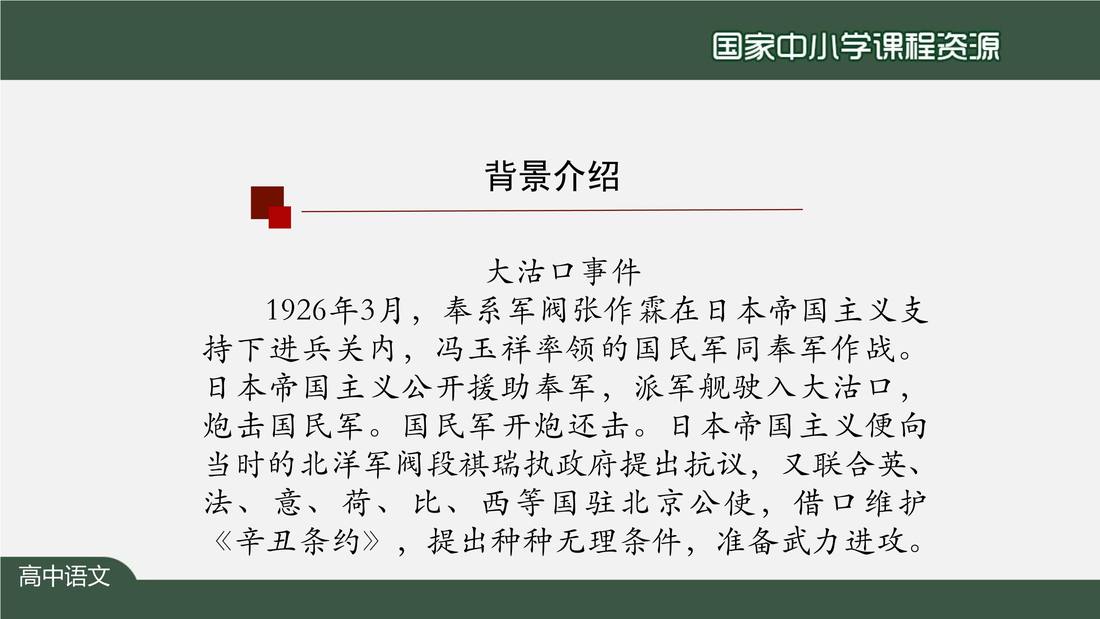 国家中小学课程资源
背景介绍
大沽口事件
1926年3月，奉系军阀张作霖在日本帝国主义支
持下进兵关内，冯玉祥率领的国民军同奉军作战。
日本帝国主义公开援助奉军，派军舰驶入大沽口，
炮击国民军。国民军开炮还击。日本帝国主义便向
当时的北洋军阀段祺瑞执政府提出抗议，又联合英、
法、意、荷、比、西等国驻北京公使，借口维护
《辛丑条约》，提出种种无理条件，准备武力进攻。
高中语文